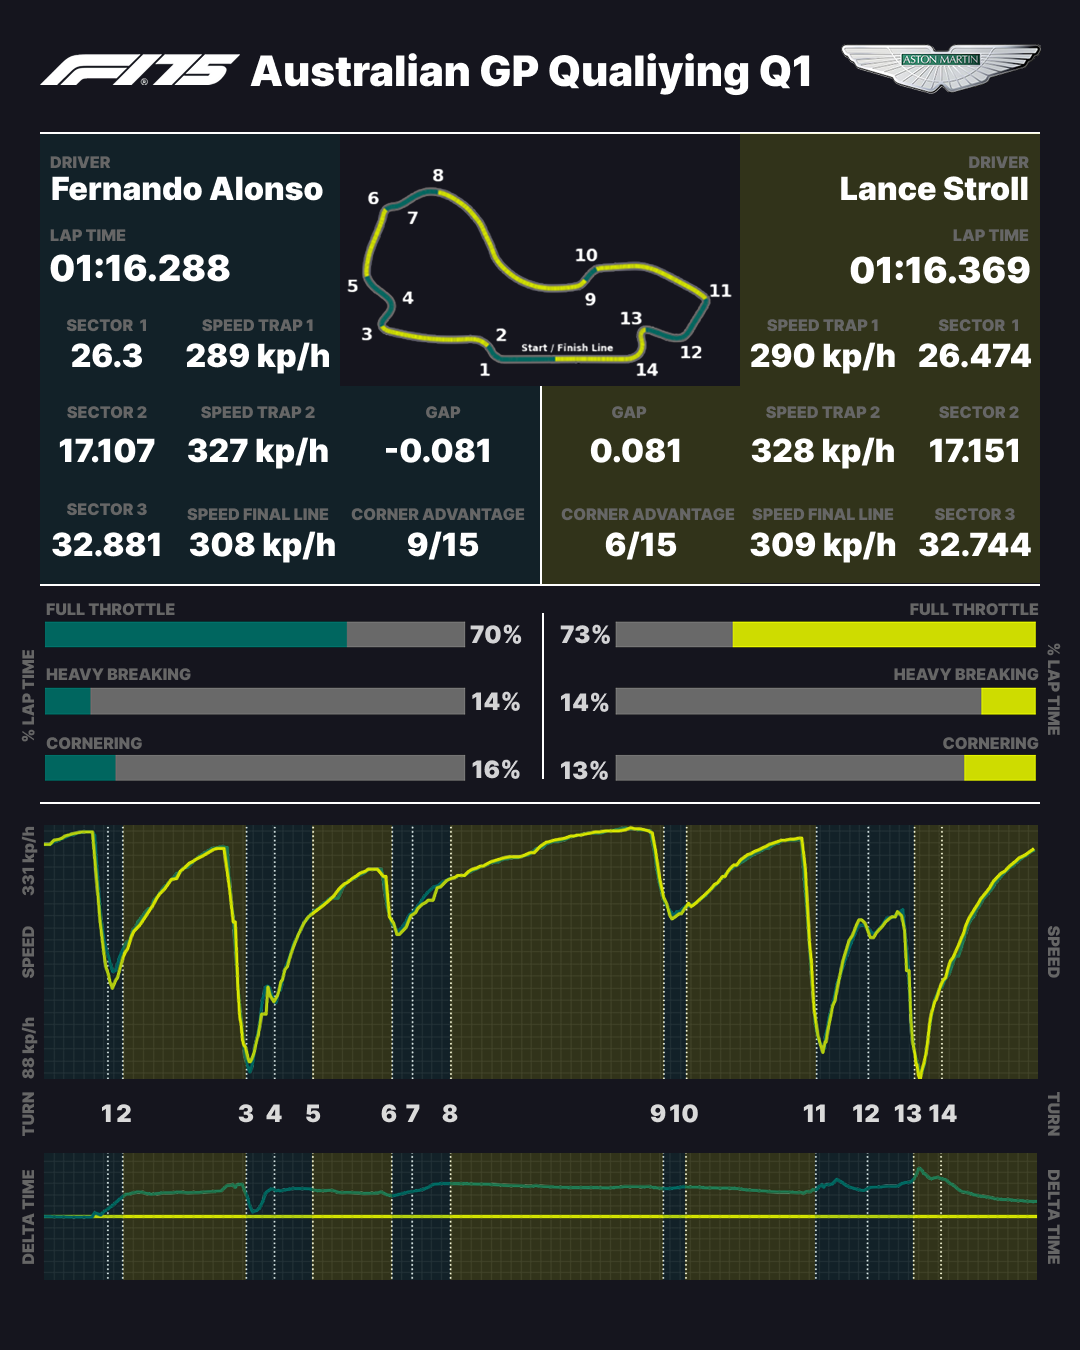 F1.75 Australian GP Qualiying Q1
ASTON MARTIN
DRIVER
Fernando Alonso
LAP TIME
01:16.288
SECTOR 1
26.3
SPEED TRAP 1
289 kp/h
SECTOR 2
17.107
SPEED TRAP 2
327 kp/h
GAP
-0.081
SECTOR 3
32.881
SPEED FINAL LINE
308 kp/h
CORNER ADVANTAGE
9/15
8
6
7
5
4
3
2
1
10
9
11
13
12
14
Start / Finish Line
DRIVER
Lance Stroll
LAP TIME
01:16.369
SPEED TRAP 1
290 kp/h
SECTOR 1
26.474
GAP
0.081
SPEED TRAP 2
328 kp/h
SECTOR 2
17.151
CORNER ADVANTAGE
6/15
SPEED FINAL LINE
309 kp/h
SECTOR 3
32.744
% LAP TIME
FULL THROTTLE
70%
HEAVY BREAKING
14%
CORNERING
16%
FULL THROTTLE
73%
HEAVY BREAKING
14%
CORNERING
13%
% LAP TIME
331 kp/h
SPEED
88 kp/h
SPEED
TURN
1 2 3 4 5 6 7 8 9 10 11 12 13 14
TURN
DELTA TIME
DELTA TIME